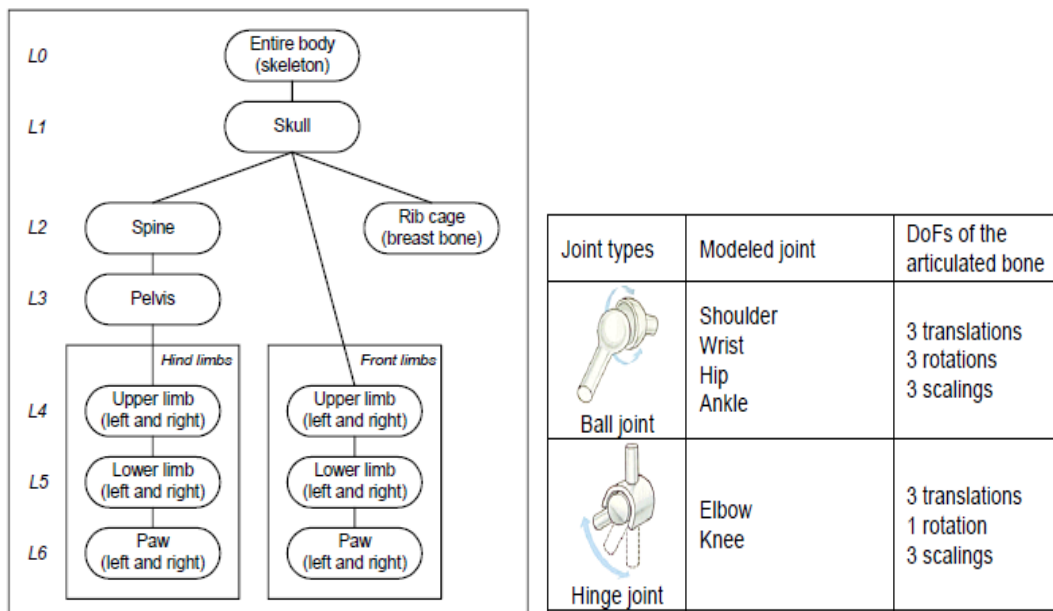 L0
Entire body
(skeleton)
L1
Skull
L2
Spine
Rib cage
(breast bone)
L3
Pelvis
Hind limbs
Front limbs
L4
Upper limb
(left and right)
Upper limb
(left and right)
L5
Lower limb
(left and right)
Lower limb
(left and right)
L6
Paw
(left and right)
Paw
(left and right)
Joint types
Modeled joint
DoFs of the
articulated bone
Ball joint
Shoulder
Wrist
Hip
Ankle
3 translations
3 rotations
3 scalings
Hinge joint
Elbow
Knee
3 translations
1 rotation
3 scalings